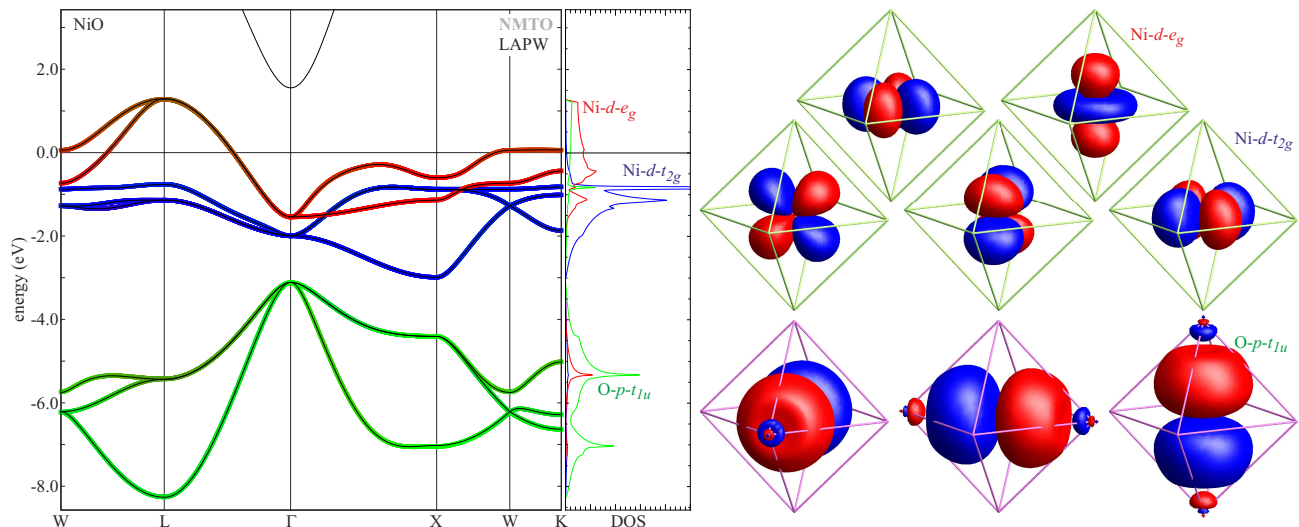 NiO
NMTO
LAPW
energy (eV)
2.0
0.0
-2.0
-4.0
-6.0
-8.0
W L Γ X W K
DOS
Ni-d-eg
Ni-d-t2g
O-p-t1u
Ni-d-eg
Ni-d-t2g
O-p-t1u